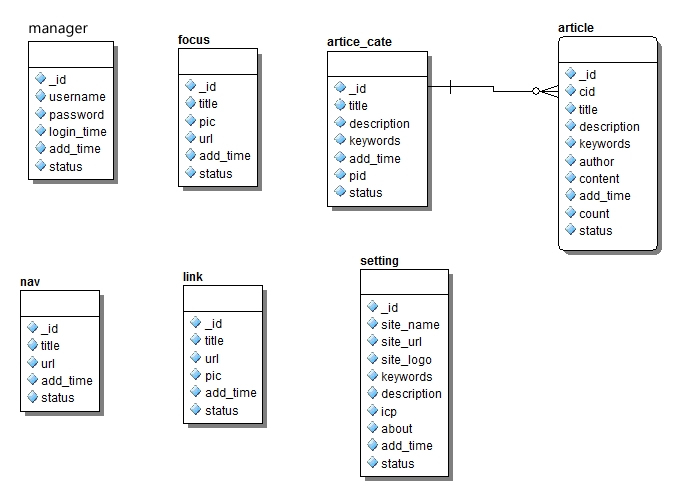 manager
_id
username
password
login_time
add_time
status
focus
_id
title
pic
url
add_time
status
artice_cate
_id
title
description
keywords
add_time
pid
status
article
_id
cid
title
description
keywords
author
content
add_time
count
status
nav
_id
title
url
add_time
status
link
_id
title
url
pic
add_time
status
setting
_id
site_name
site_url
site_logo
keywords
description
icp
about
add_time
status